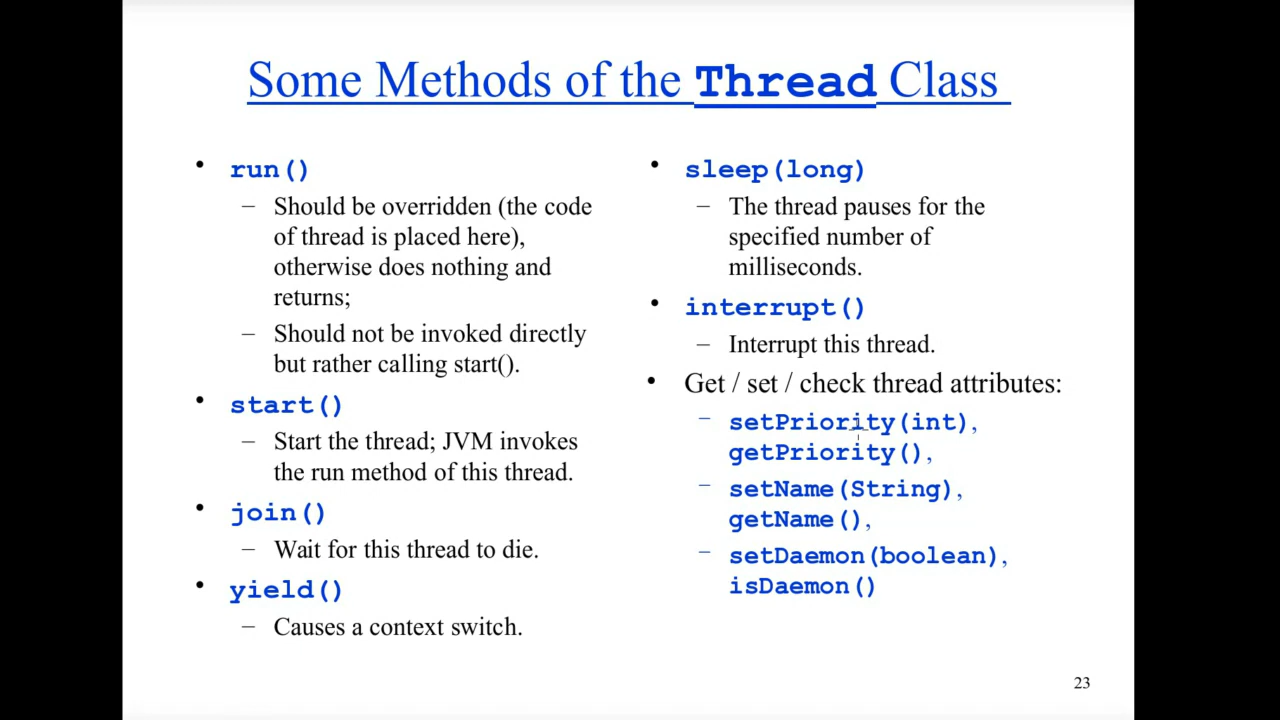 Some Methods of the Thread Class
• run()
– Should be overridden (the code
of thread is placed here),
otherwise does nothing and
returns;
– Should not be invoked directly
but rather calling start().
• start()
– Start the thread; JVM invokes
the run method of this thread.
• join()
– Wait for this thread to die.
• yield()
– Causes a context switch.
• sleep(long)
– The thread pauses for the
specified number of
milliseconds.
• interrupt()
– Interrupt this thread.
• Get / set / check thread attributes:
– setPriority(int),
getPriority(),
– setName(String),
getName(),
– setDaemon(boolean),
isDaemon()
23